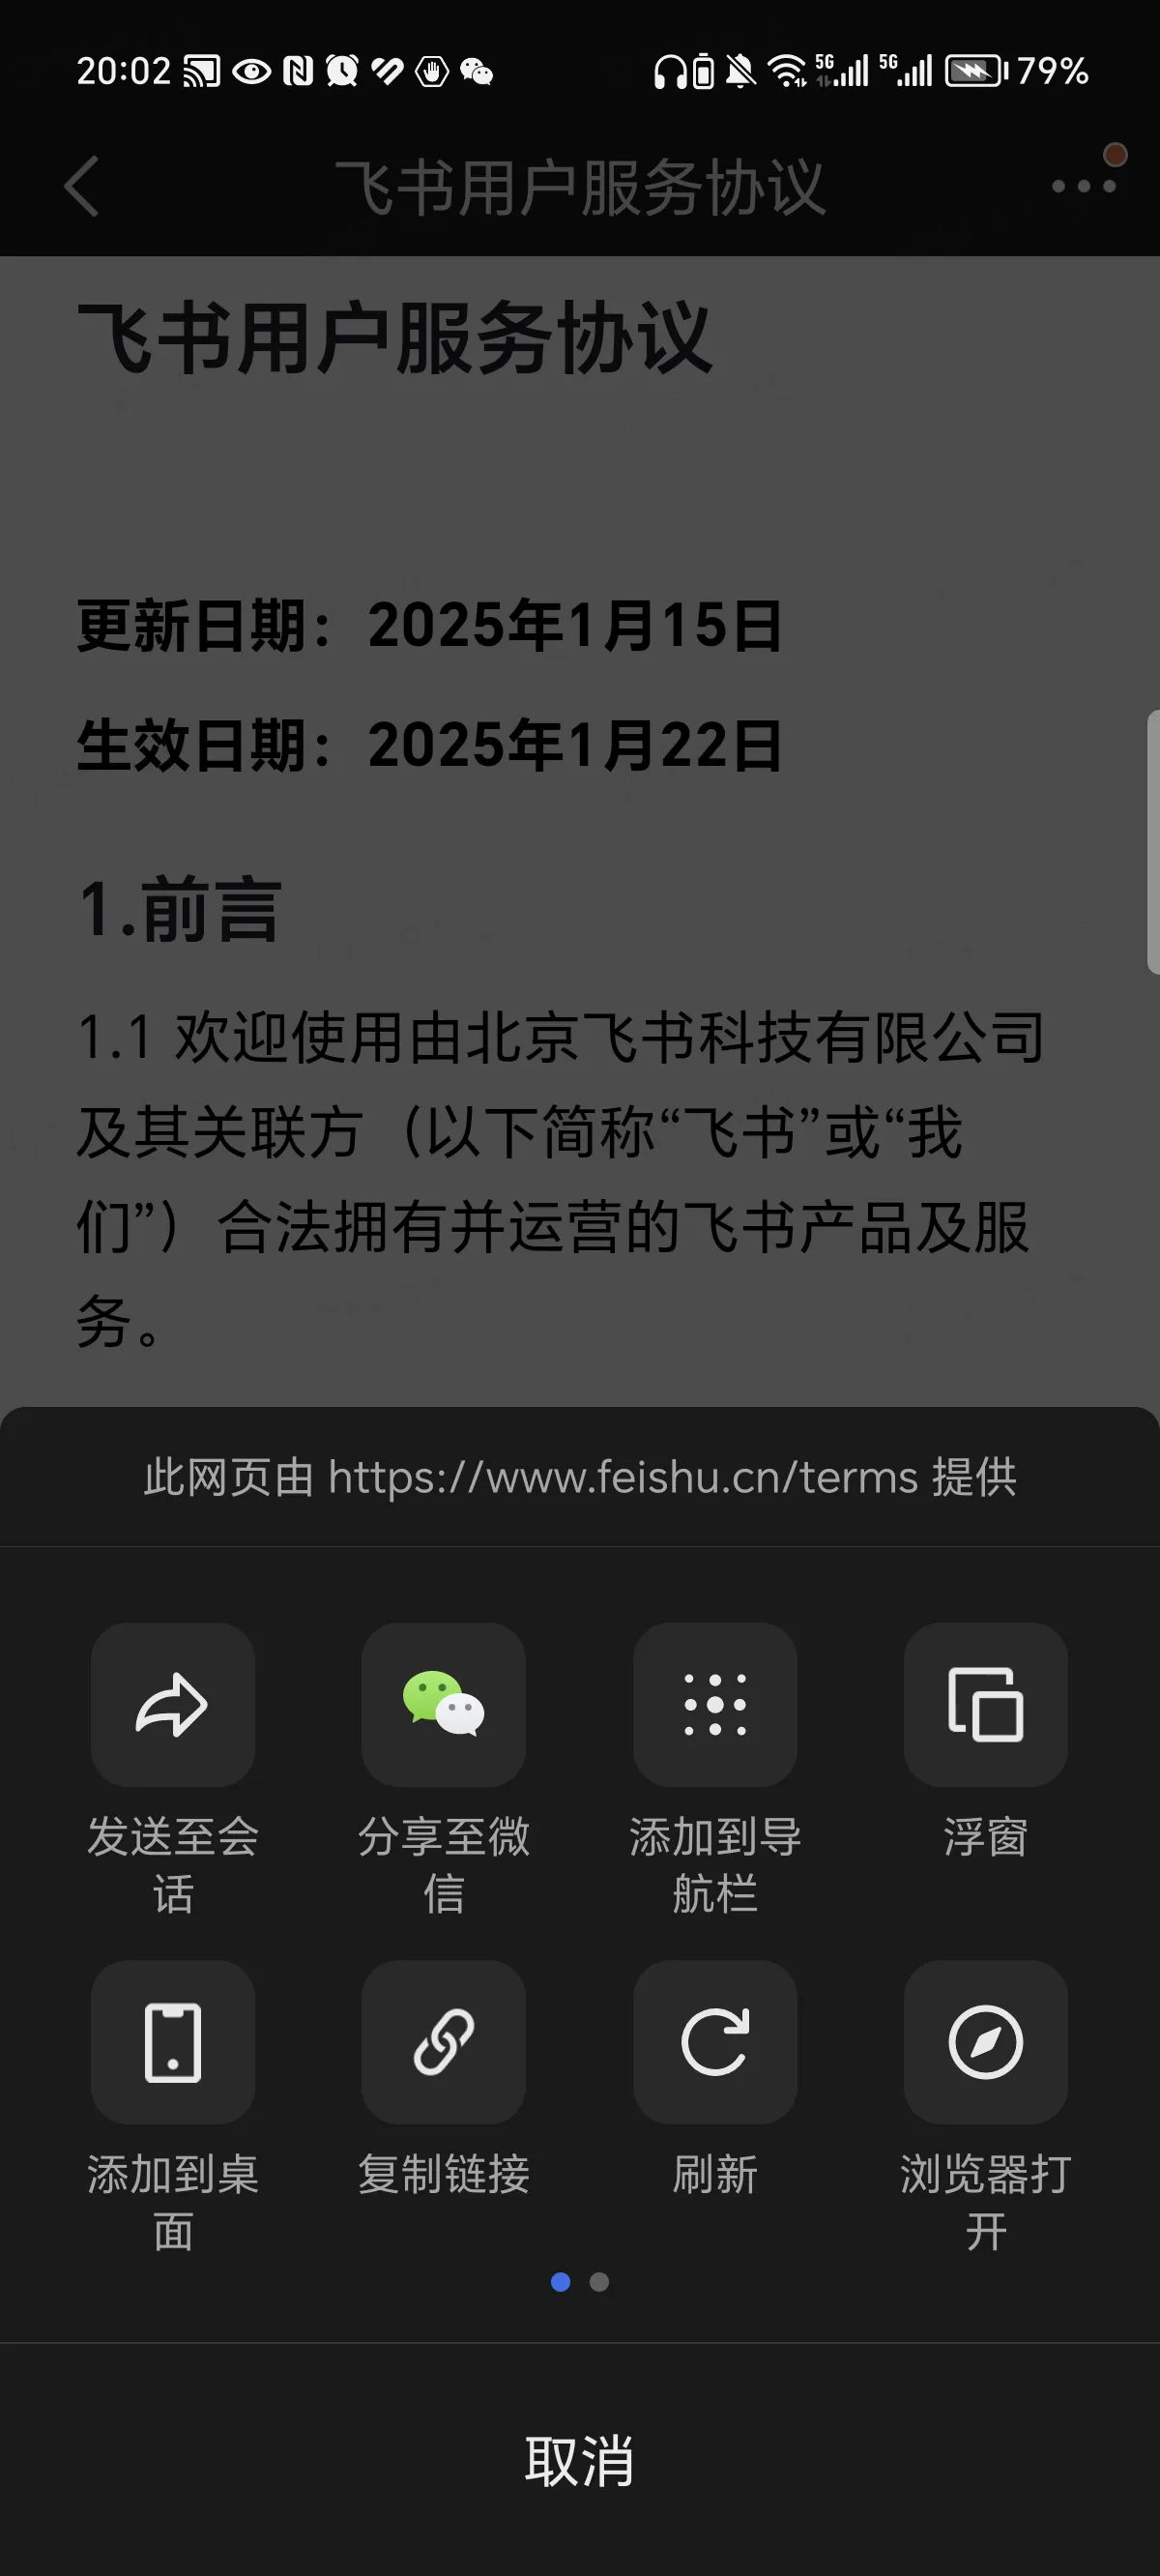 20:02 5G 5G 79%
飞书用户服务协议
飞书用户服务协议
更新日期：2025年1月15日
生效日期：2025年1月22日
1.前言
1.1 欢迎使用由北京飞书科技有限公司
及其关联方（以下简称“飞书”或“我
们”）合法拥有并运营的飞书产品及服
务。
此网页由 https://www.feishu.cn/terms 提供
发送至会
话
分享至微
信
添加到导
航栏
浮窗
添加到桌
面
复制链接
刷新
浏览器打
开
取消